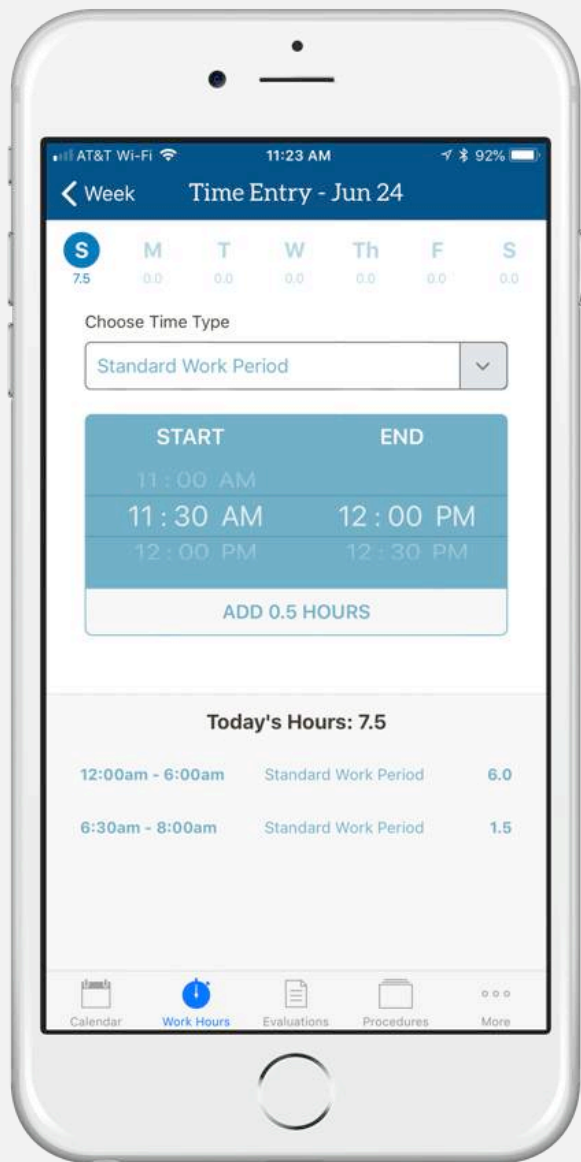 AT&T Wi-Fi 11:23 AM 92%
Week Time Entry - Jun 24
S M T W Th F S
7.5 0.0 0.0 0.0 0.0 0.0 0.0
Choose Time Type
Standard Work Period
START END
11:00 AM
11:30 AM 12:00 PM
12:00 PM 12:30 PM
ADD 0.5 HOURS
Today's Hours: 7.5
12:00am - 6:00am Standard Work Period 6.0
6:30am - 8:00am Standard Work Period 1.5
Calendar Work Hours Evaluations Procedures More